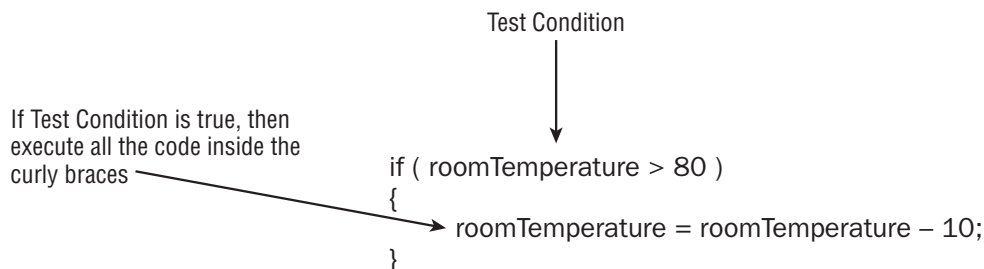 Test Condition
If Test Condition is true, then
execute all the code inside the
curly braces
if ( roomTemperature > 80 )
{
roomTemperature = roomTemperature – 10;
}